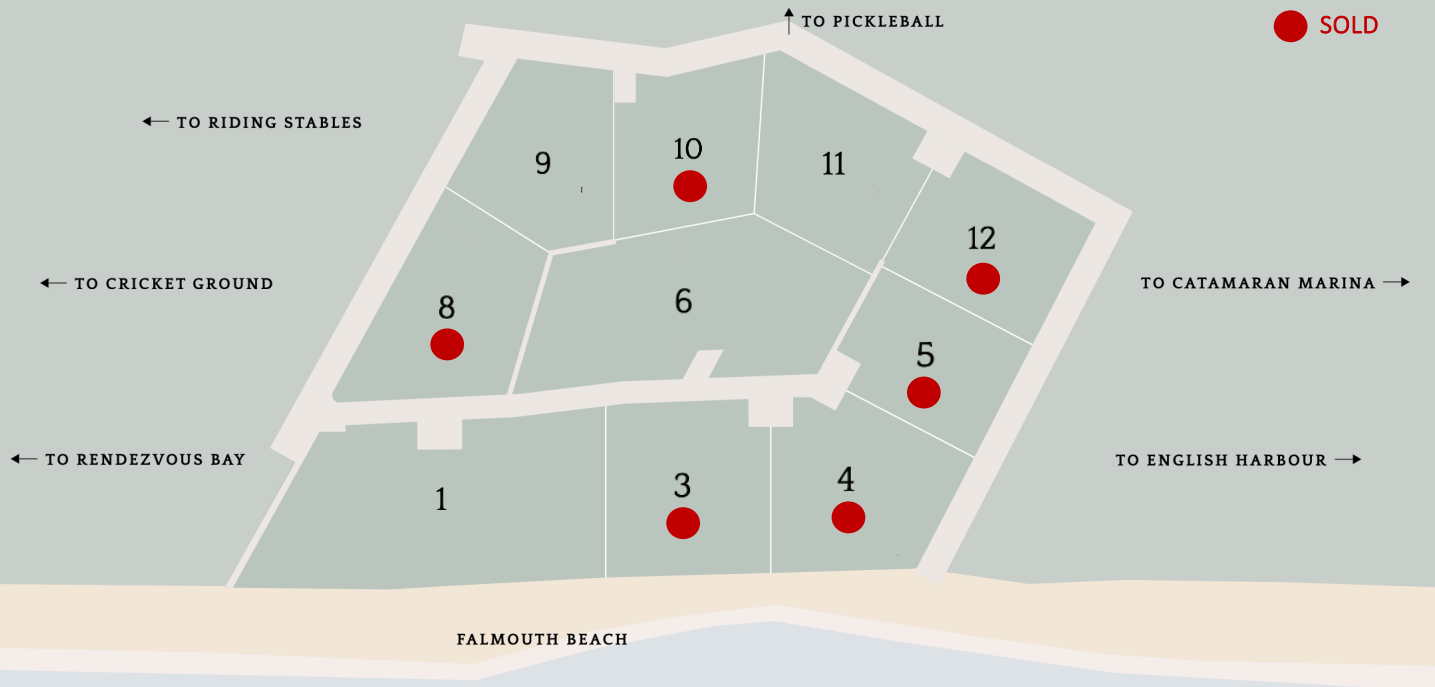 TO PICKLEBALL
SOLD
TO RIDING STABLES
9
10
11
12
TO CRICKET GROUND
8
6
5
TO CATAMARAN MARINA
TO RENDEZVOUS BAY
1
3
4
TO ENGLISH HARBOUR
FALMOUTH BEACH